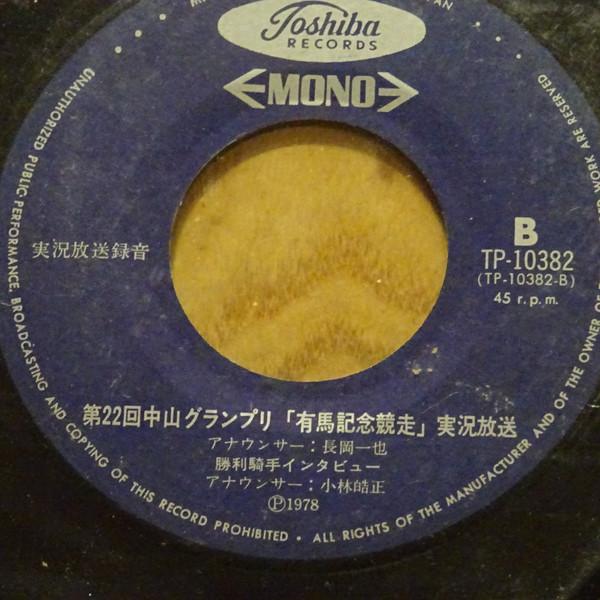 Toshiba
RECORDS
MONO
実況放送録音
B
TP-10382
(TP-10382-B)
45 r.p.m.
第22回中山グランプリ「有馬記念競走」実況放送
アナウンサー：長岡一也
勝利騎手インタビュー
アナウンサー：小林皓正
Ⓟ1978
UNAUTHORIZED PUBLIC PERFORMANCE, BROADCASTING AND COPYING OF THIS RECORD PROHIBITED • ALL RIGHTS OF THE MANUFACTURER AND OF THE OWNER OF
WORK ARE RESERVED